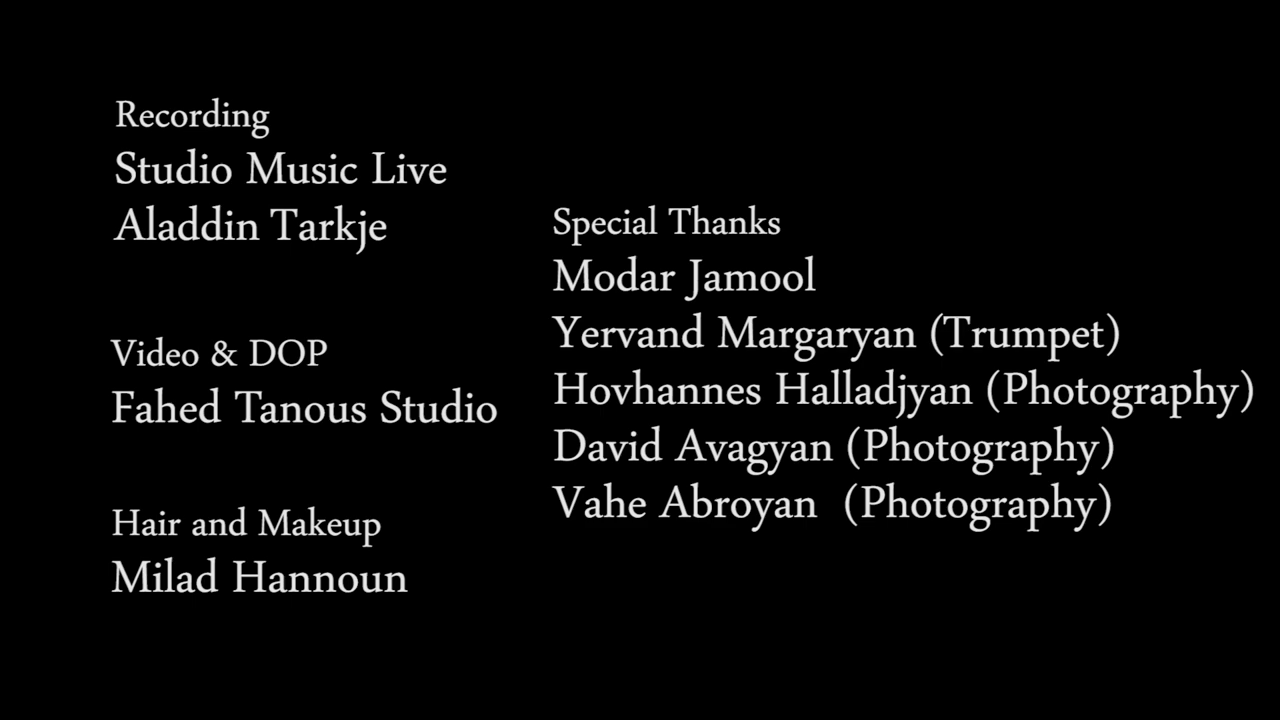 Recording
Studio Music Live
Aladdin Tarkje
Video & DOP
Fahed Tanous Studio
Hair and Makeup
Milad Hannoun
Special Thanks
Modar Jamool
Yervand Margaryan (Trumpet)
Hovhannes Halladjyan (Photography)
David Avagyan (Photography)
Vahe Abroyan (Photography)